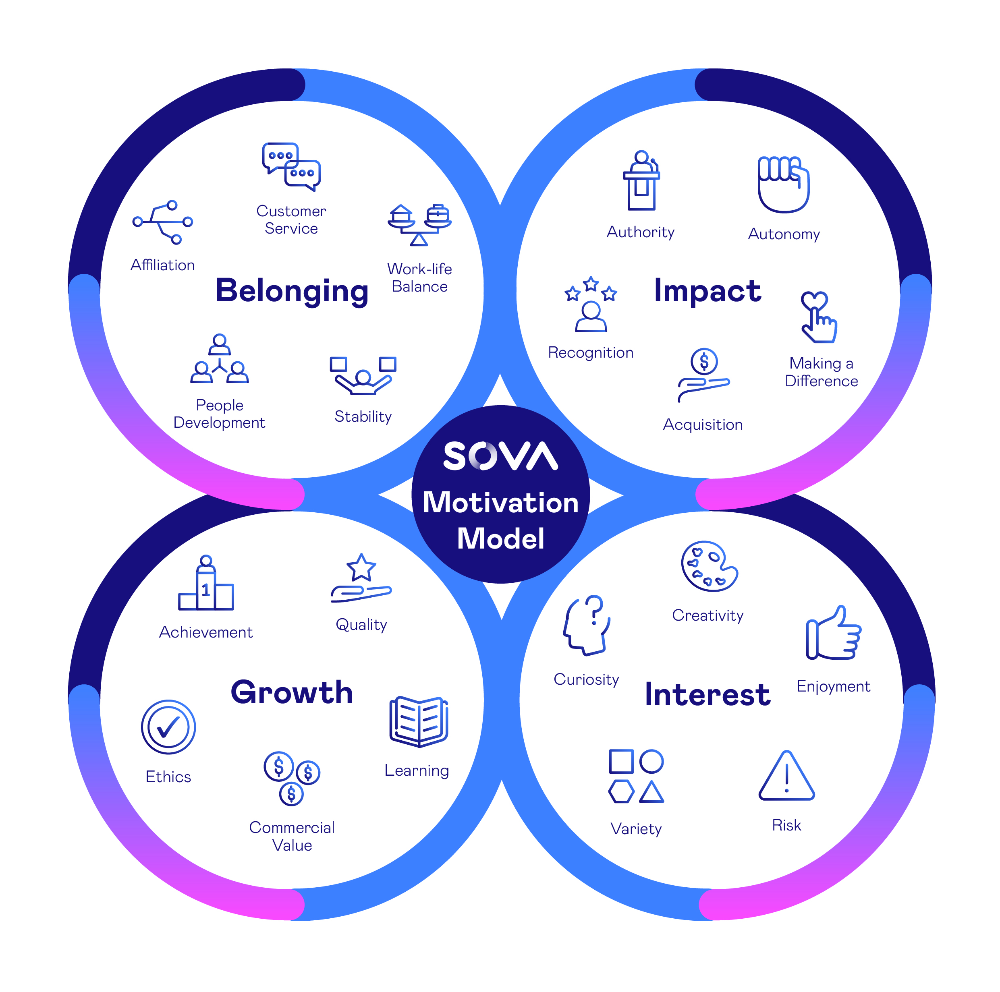 Customer
Service
Affiliation
Work-life
Balance
Belonging
People
Development
Stability
Authority
Autonomy
Impact
Recognition
Making a
Difference
$
Acquisition
SOVA
Motivation
Model
1
Achievement
Quality
Growth
Ethics
Learning
$
$
$
Commercial
Value
Creativity
?
Curiosity
Enjoyment
Interest
Variety
!
Risk